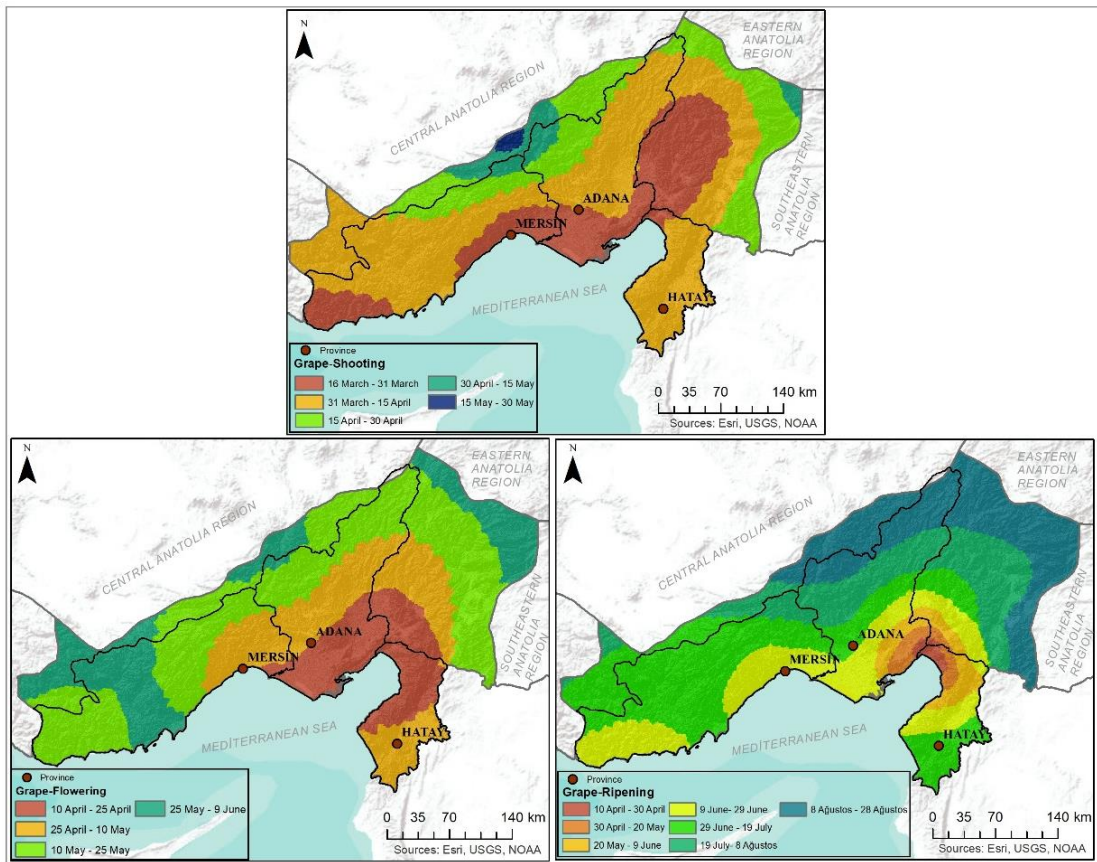 N
EASTERN
ANATOLIA
REGION
CENTRAL ANATOLIA REGION
SOUTHEASTERN
ANATOLIA
REGION
ADANA
MERSİN
HATAY
MEDİTERRANEAN SEA
Province
Grape-Shooting
16 March - 31 March
30 April - 15 May
31 March - 15 April
15 May - 30 May
15 April - 30 April
0 35 70 140 km
Sources: Esri, USGS, NOAA
N
EASTERN
ANATOLIA
REGION
CENTRAL ANATOLIA REGION
SOUTHEASTERN
ANATOLIA
REGION
ADANA
MERSİN
HATAY
MEDİTERRANEAN SEA
Province
Grape-Flowering
10 April - 25 April
25 May - 9 June
25 April - 10 May
10 May - 25 May
0 35 70 140 km
Sources: Esri, USGS, NOAA
N
EASTERN
ANATOLIA
REGION
CENTRAL ANATOLIA REGION
SOUTHEASTERN
ANATOLIA
REGION
ADANA
MERSİN
HATAY
MEDİTERRANEAN SEA
Province
Grape-Ripening
10 April - 30 April
9 June- 29 June
8 Ağustos - 28 Ağustos
30 April - 20 May
29 June - 19 July
20 May - 9 June
19 July- 8 Ağustos
0 35 70 140 km
Sources: Esri, USGS, NOAA